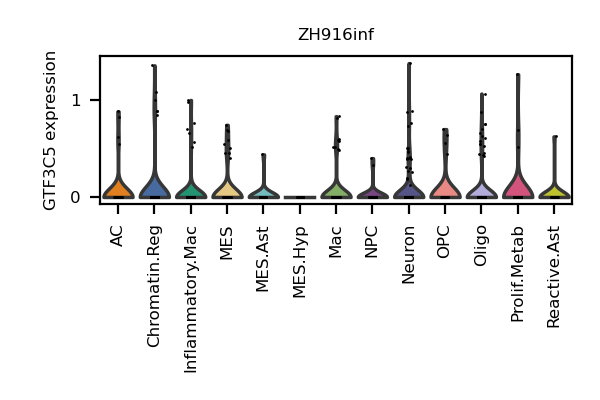 ZH916inf
GTF3C5 expression
1
0
AC
Chromatin.Reg
Inflammatory.Mac
MES
MES.Ast
MES.Hyp
Mac
NPC
Neuron
OPC
Oligo
Prolif.Metab
Reactive.Ast